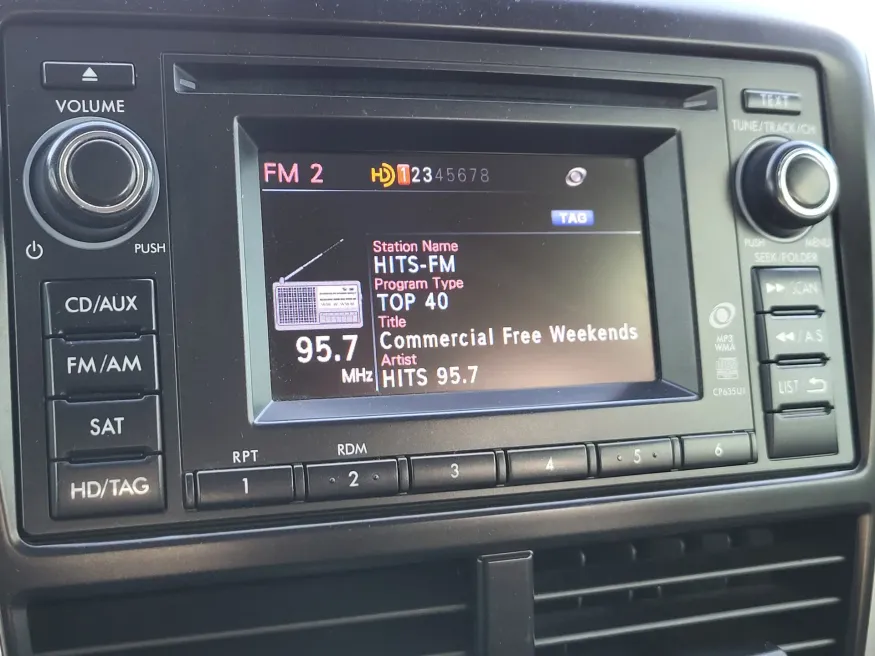 VOLUME
PUSH
CD/AUX
FM/AM
SAT
HD/TAG
FM 2
HD 12345678
TAG
Station Name
HITS-FM
Program Type
TOP 40
Title
Commercial Free Weekends
Artist
HITS 95.7
95.7
MHz
RPT
1
RDM
2
3
4
5
6
TEXT
TUNE/TRACK/CH
PUSH MENU
SEEK/FOLDER
SCAN
A.S
LIST
MP3
WMA